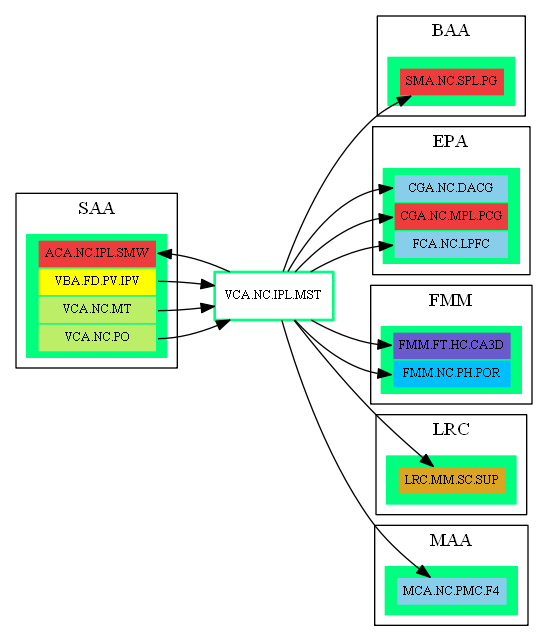 SAA
ACA.NC.IPL.SMW
VBA.FD.PV.IPV
VCA.NC.MT
VCA.NC.PO
VCA.NC.IPL.MST
BAA
SMA.NC.SPL.PG
EPA
CGA.NC.DACG
CGA.NC.MPL.PCG
FCA.NC.LPFC
FMM
FMM.FT.HC.CA3D
FMM.NC.PH.POR
LRC
LRC.MM.SC.SUP
MAA
MCA.NC.PMC.F4